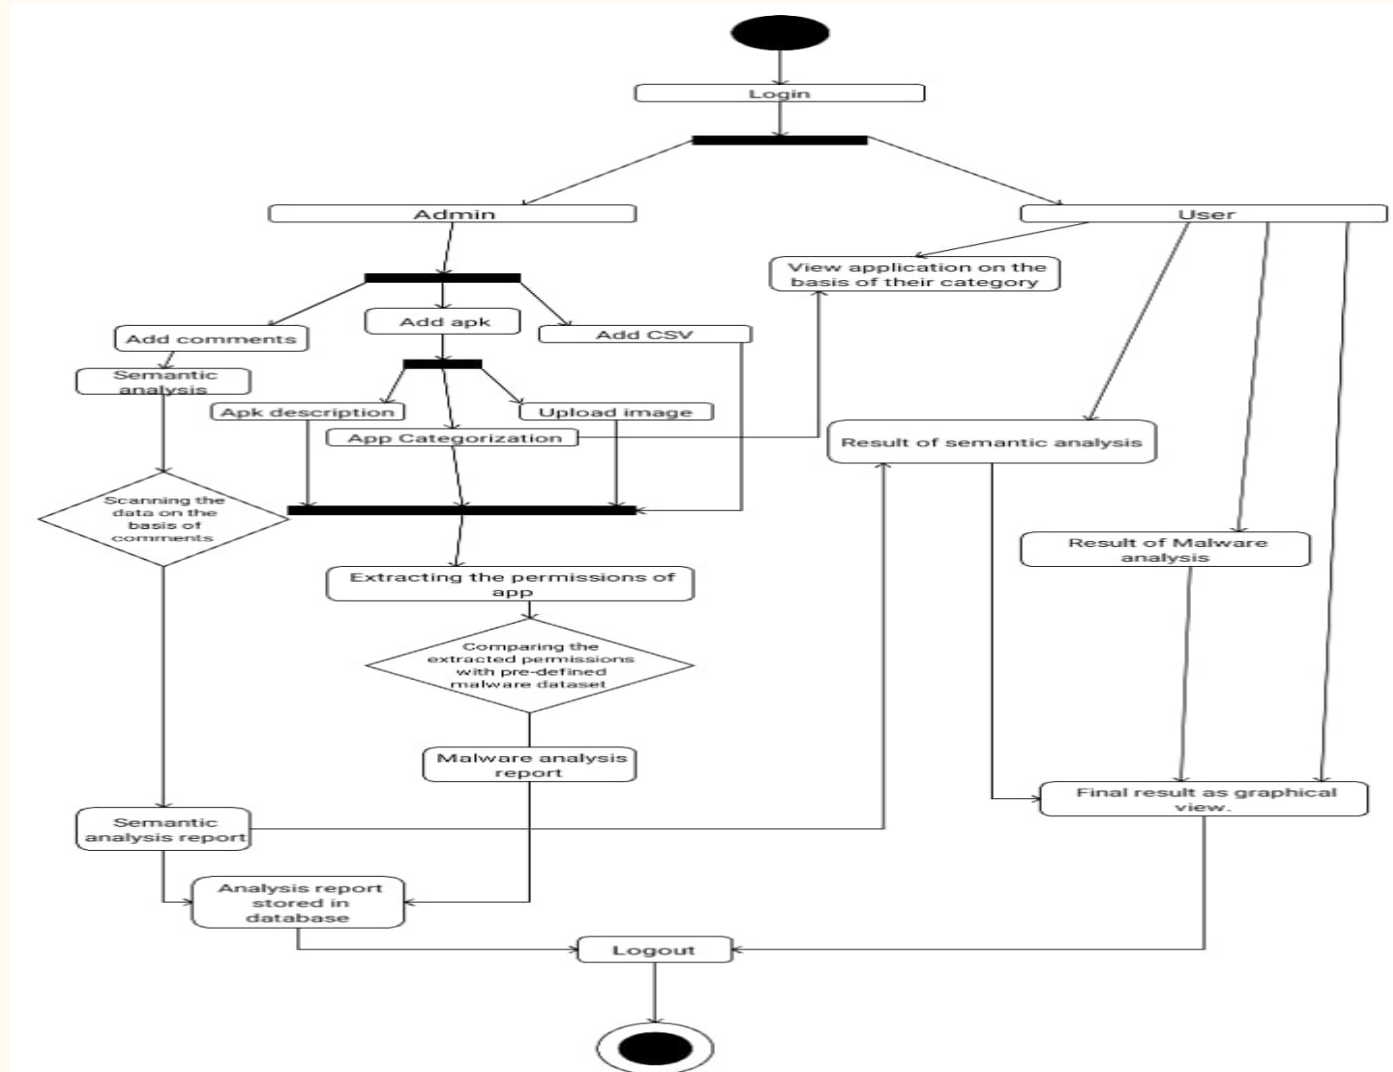 Login
Admin
User
View application on the
basis of their category
Add comments
Add apk
Add CSV
Semantic
analysis
Apk description
Upload image
App Categorization
Result of semantic analysis
Scanning the
data on the
basis of
comments
Result of Malware
analysis
Extracting the permissions of
app
Comparing the
extracted permissions
with pre-defined
malware dataset
Malware analysis
report
Final result as graphical
view.
Semantic
analysis report
Analysis report
stored in
database
Logout